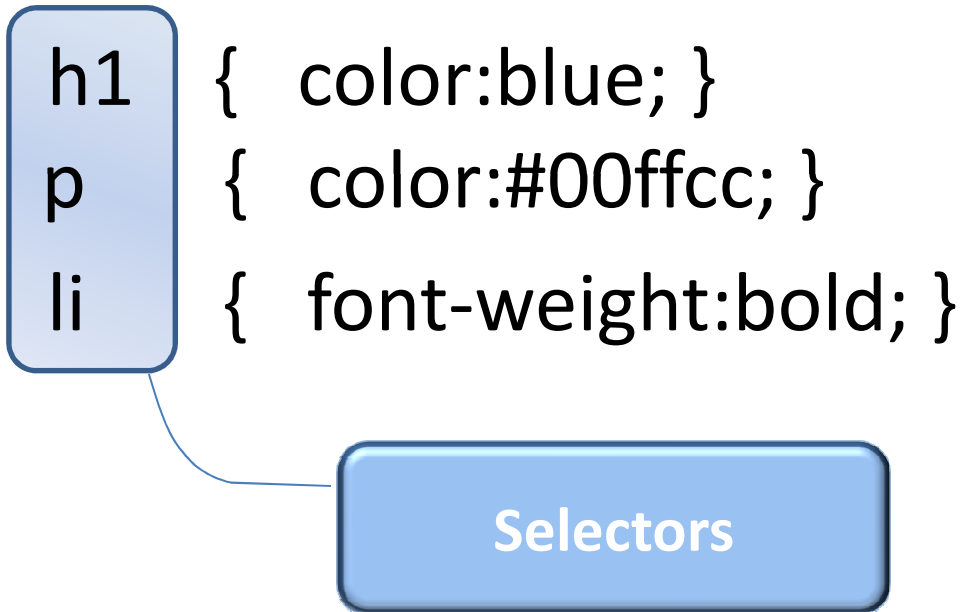 h1 { color:blue; }
p { color:#00ffcc; }
li { font-weight:bold; }
Selectors